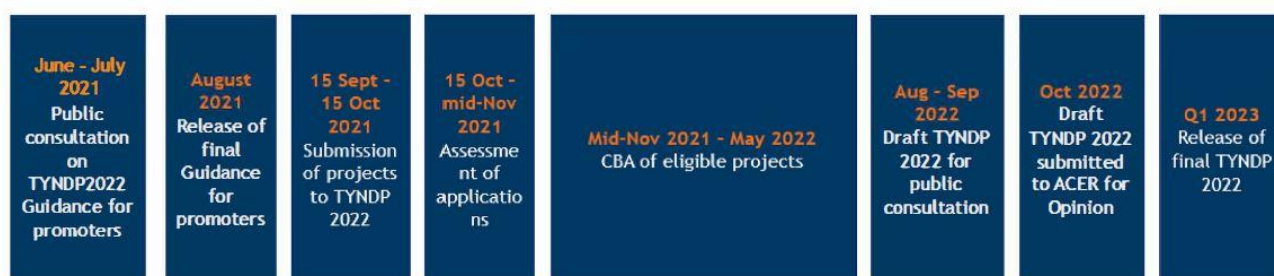 June - July
2021
Public
consultation
on
TYNDP2022
Guidance for
promoters
August
2021
Release of
final
Guidance
for
promoters
15 Sept -
15 Oct
2021
Submission
of projects
to TYNDP
2022
15 Oct -
mid-Nov
2021
Assessme
nt of
applicatio
ns
Mid-Nov 2021 - May 2022
CBA of eligible projects
Aug - Sep
2022
Draft TYNDP
2022 for
public
consultation
Oct 2022
Draft
TYNDP 2022
submitted
to ACER for
Opinion
Q1 2023
Release of
final TYNDP
2022